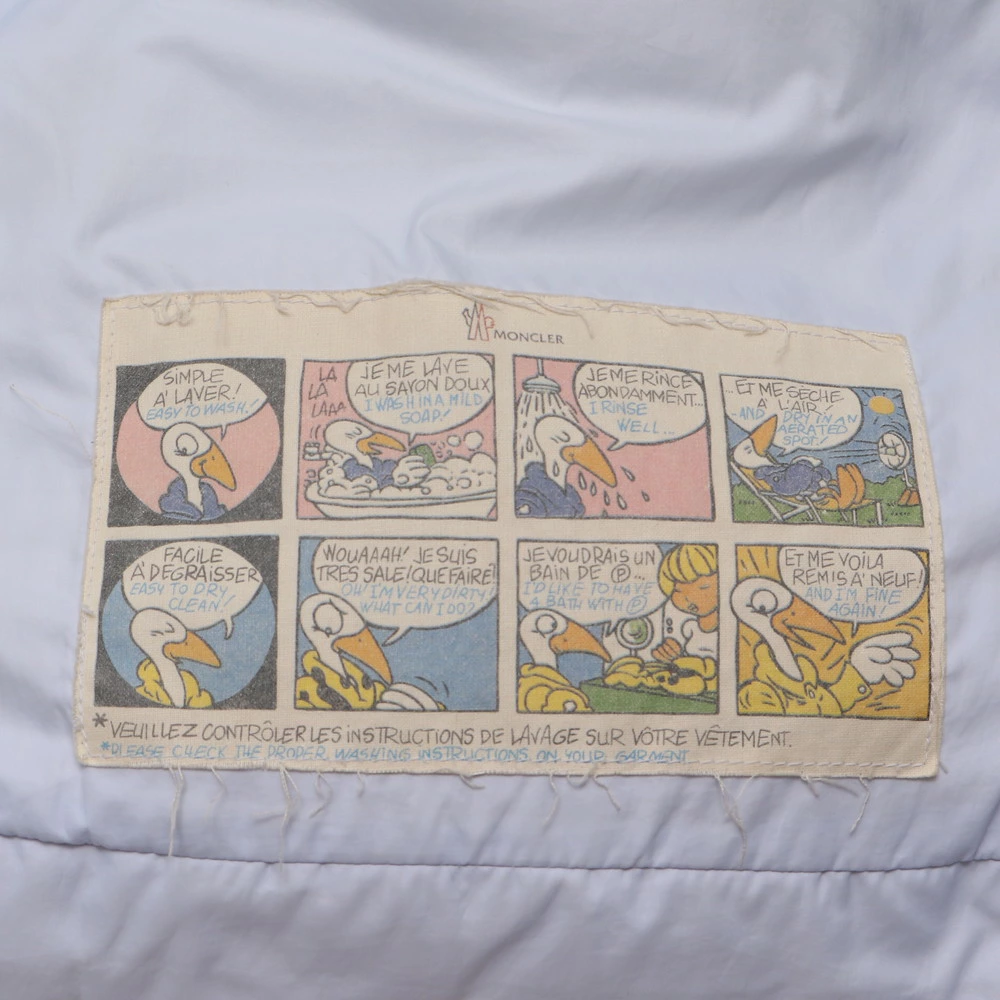 MONCLER
SIMPLE
A' LAVER!
EASY TO WASH!
LA
LA
LAAA
JE ME LAVE
AU SAVON DOUX
I WASH IN A MILD
SOAP!
JE ME RINCE
ABONDAMMENT...
I RINSE
WELL...
ET ME SÈCHE
A' L'AIR!
-AND I DRY IN AN
AERATED
SPOT!
FACILE
A' DEGRAISSER
EASY TO DRY
CLEAN!
WOUAAAH! JE SUIS
TRES SALE! QUE FAIRE?
OH I'M VERY DIRTY!
WHAT CAN I DO?
JE VOUDRAIS UN
BAIN DE Ⓟ...
I'D LIKE TO HAVE
A BATH WITH Ⓟ
ET ME VOILA
REMIS A' NEUF!
AND I'M FINE
AGAIN!
*VEUILLEZ CONTRÔLER LES INSTRUCTIONS DE LAVAGE SUR VÔTRE VÊTEMENT.
*PLEASE CHECK THE PROPER WASHING INSTRUCTIONS ON YOUR GARMENT